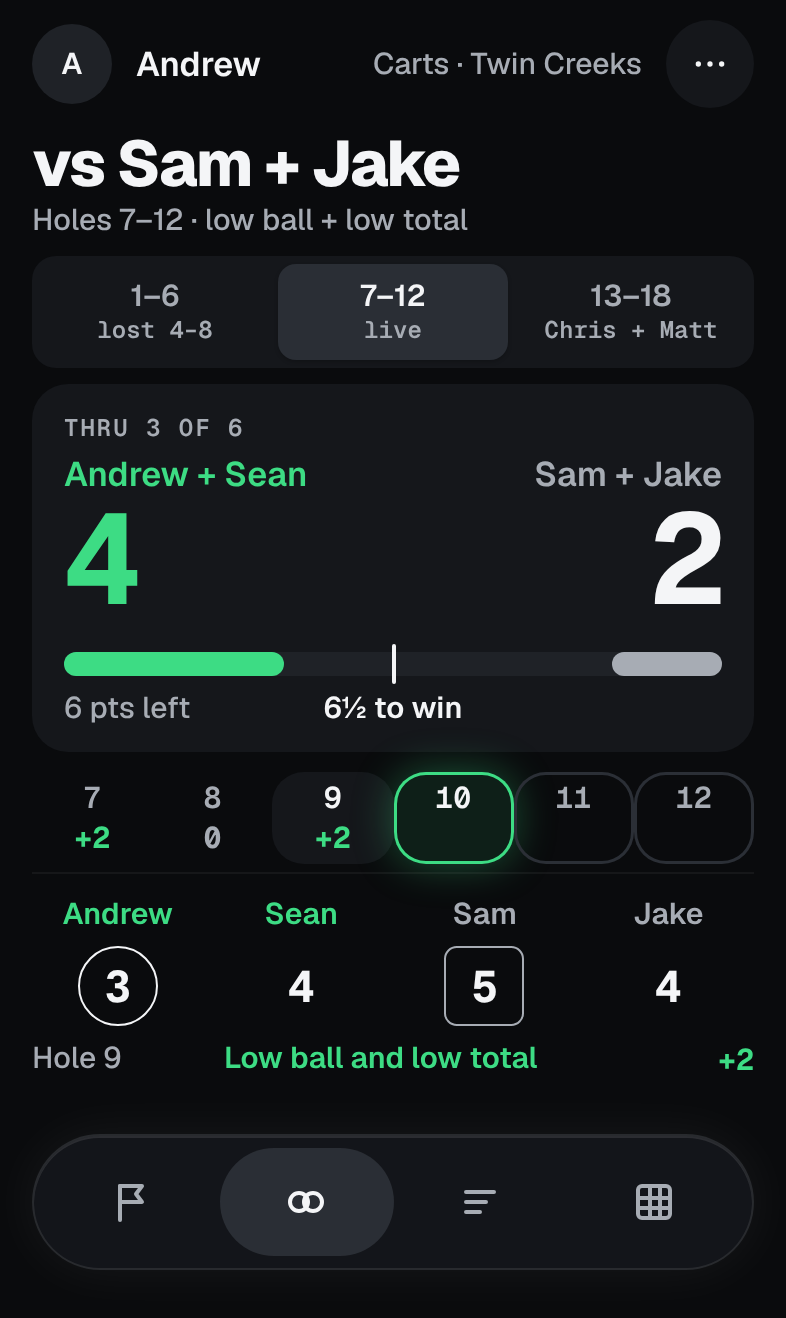 A Andrew Carts · Twin Creeks
vs Sam + Jake
Holes 7–12 · low ball + low total
1–6 7–12 13–18
lost 4–8 live Chris + Matt
THRU 3 OF 6
Andrew + Sean Sam + Jake
4 2
6 pts left 6½ to win
7 8 9 10 11 12
+2 0 +2
Andrew Sean Sam Jake
3 4 5 4
Hole 9 Low ball and low total +2